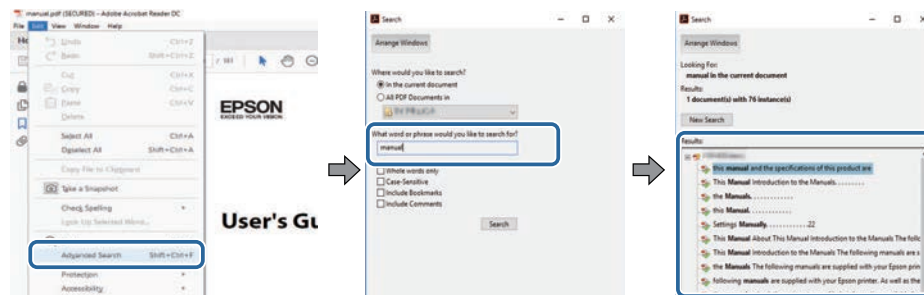 manual.pdf (SECURED) - Adobe Acrobat Reader DC
File Edit View Window Help
Undo Ctrl+Z
Redo Shift+Ctrl+Z
Cut Ctrl+X
Copy Ctrl+C
Paste Ctrl+V
Delete
Select All Ctrl+A
Deselect All Shift+Ctrl+A
Copy File to Clipboard
Take a Snapshot
Check Spelling
Look Up Selected Word...
Advanced Search Shift+Ctrl+F
Protection
Accessibility
/ 181
EPSON
EXCEED YOUR VISION
User's Gu
Search
Arrange Windows
Where would you like to search?
In the current document
All PDF Documents in
What word or phrase would you like to search for?
manual
Whole words only
Case-Sensitive
Include Bookmarks
Include Comments
Search
Search
Arrange Windows
Looking For:
manual in the current document
Results:
1 document(s) with 76 instance(s)
New Search
Results:
this manual and the specifications of this product are
This Manual Introduction to the Manuals.........
the Manuals.............
this Manual............
Settings Manually............22
This Manual About This Manual Introduction to the Manuals The follo
This Manual Introduction to the Manuals The following manuals are s
the Manuals The following manuals are supplied with your Epson prin
following manuals are supplied with your Epson printer. As well as the